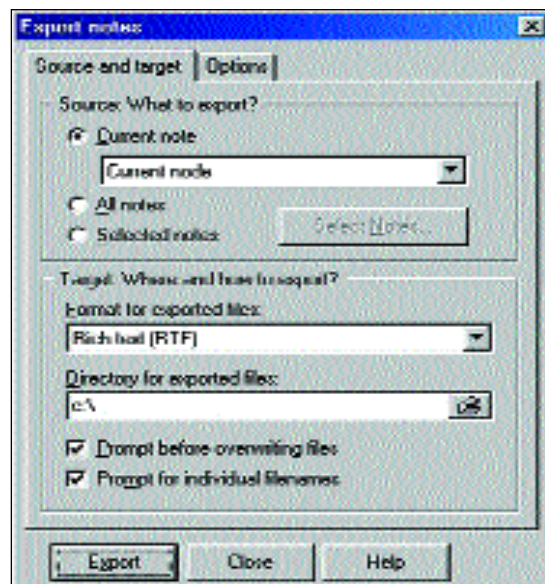 Export notes
Source and target Options
Source: What to export?
Current note
Current node
All notes
Selected notes
Select Notes...
Target: Where and how to export?
Format for exported files:
Rich text (RTF)
Directory for exported files:
c:\
Prompt before overwriting files
Prompt for individual filenames
Export Close Help